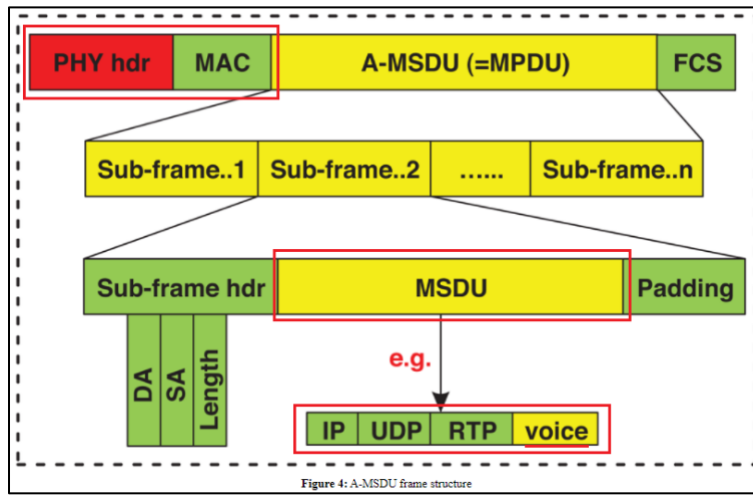 PHY hdr MAC A-MSDU (=MPDU) FCS
Sub-frame..1 Sub-frame..2 …... Sub-frame..n
Sub-frame hdr MSDU Padding
DA SA Length
e.g.
IP UDP RTP voice
Figure 4: A-MSDU frame structure